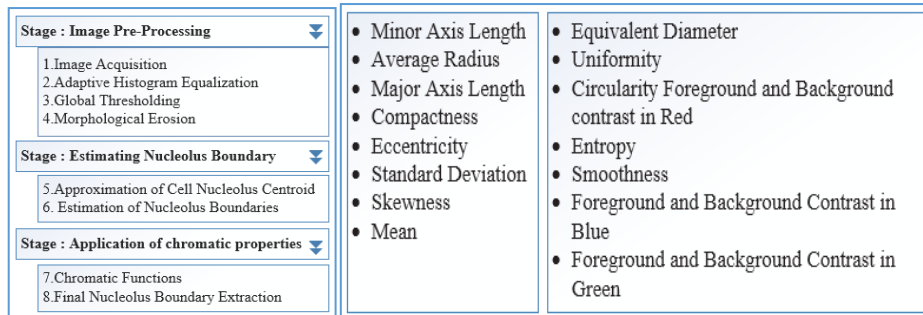 Stage : Image Pre-Processing
1.Image Acquisition
2.Adaptive Histogram Equalization
3.Global Thresholding
4.Morphological Erosion
Stage : Estimating Nucleolus Boundary
5.Approximation of Cell Nucleolus Centroid
6. Estimation of Nucleolus Boundaries
Stage : Application of chromatic properties
7.Chromatic Functions
8.Final Nucleolus Boundary Extraction
• Minor Axis Length
• Average Radius
• Major Axis Length
• Compactness
• Eccentricity
• Standard Deviation
• Skewness
• Mean
• Equivalent Diameter
• Uniformity
• Circularity Foreground and Background
contrast in Red
• Entropy
• Smoothness
• Foreground and Background Contrast in
Blue
• Foreground and Background Contrast in
Green